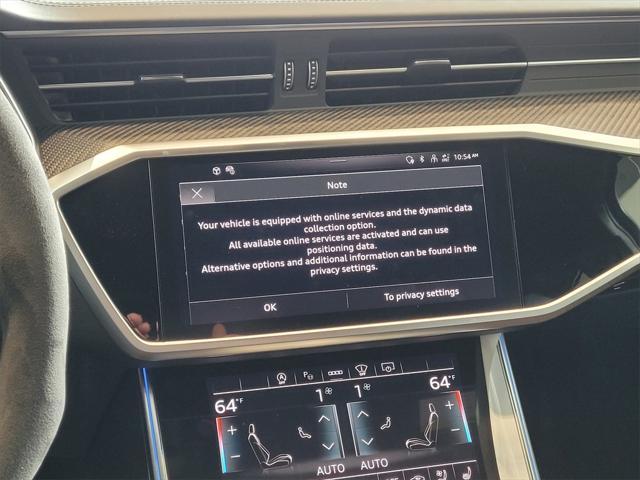 10:54 AM
Note
Your vehicle is equipped with online services and the dynamic data
collection option.
All available online services are activated and can use
positioning data.
Alternative options and additional information can be found in the
privacy settings.
OK
To privacy settings
64°F
1
1
64°F
+
+
−
−
AUTO AUTO